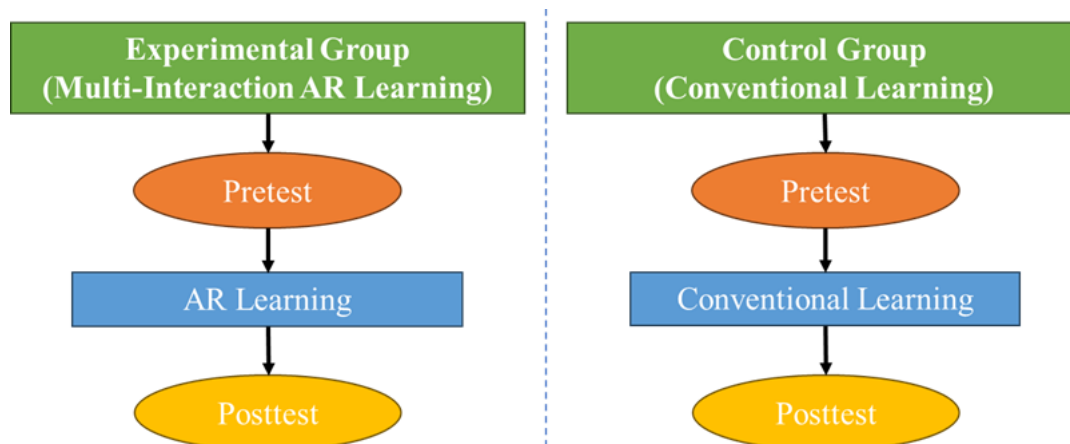 Experimental Group
(Multi-Interaction AR Learning)
Pretest
AR Learning
Posttest
Control Group
(Conventional Learning)
Pretest
Conventional Learning
Posttest